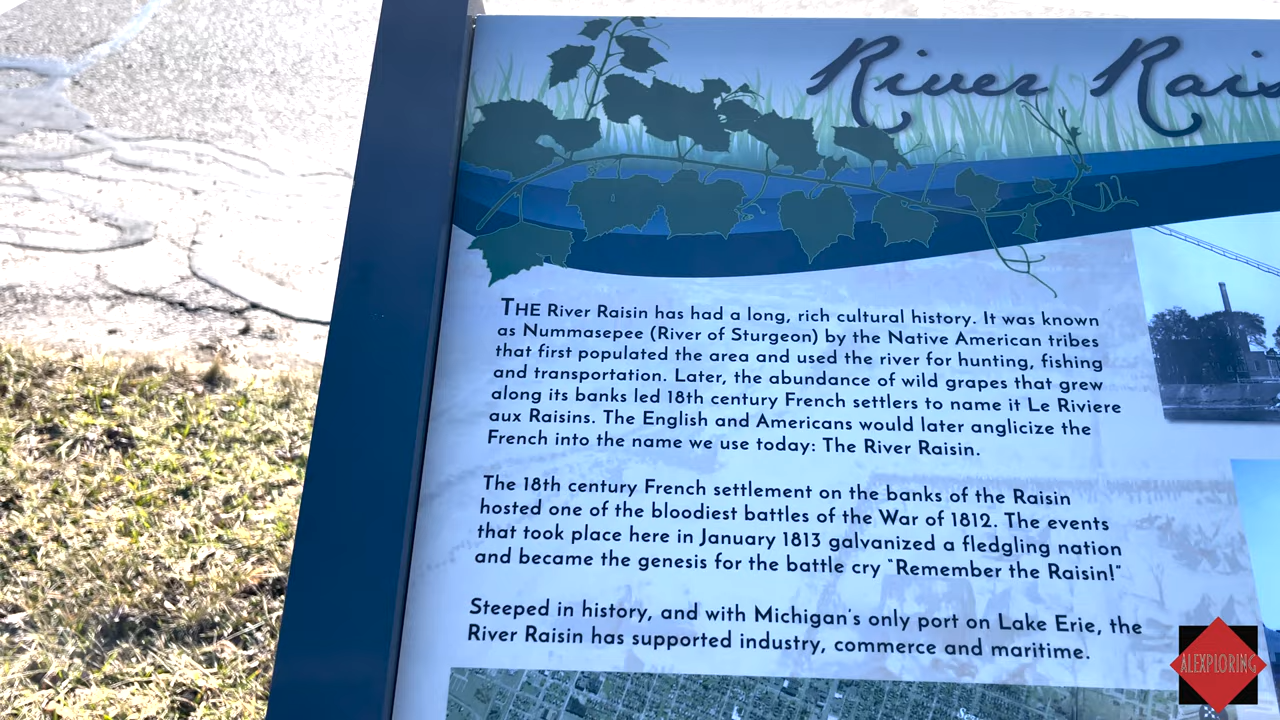 River Rais
THE River Raisin has had a long, rich cultural history. It was known
as Nummasepee (River of Sturgeon) by the Native American tribes
that first populated the area and used the river for hunting, fishing
and transportation. Later, the abundance of wild grapes that grew
along its banks led 18th century French settlers to name it Le Riviere
aux Raisins. The English and Americans would later anglicize the
French into the name we use today: The River Raisin.
The 18th century French settlement on the banks of the Raisin
hosted one of the bloodiest battles of the War of 1812. The events
that took place here in January 1813 galvanized a fledgling nation
and became the genesis for the battle cry "Remember the Raisin!"
Steeped in history, and with Michigan's only port on Lake Erie, the
River Raisin has supported industry, commerce and maritime.
ALEXPLORING